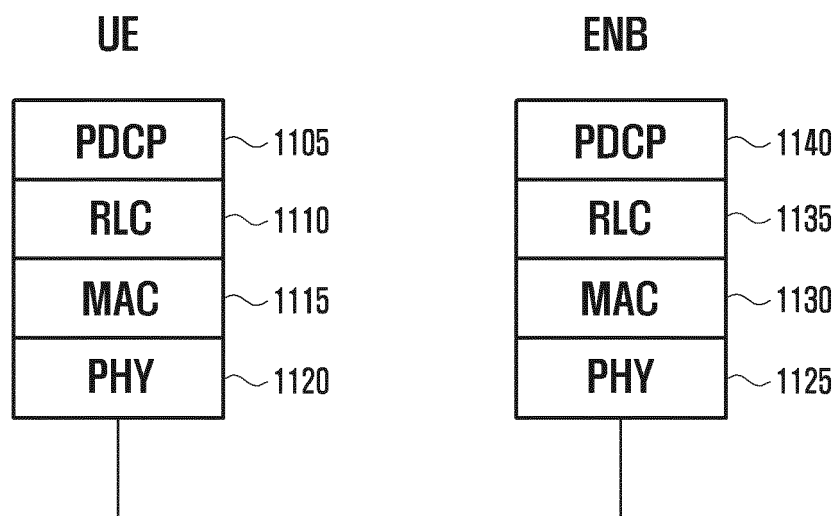 UE ENB
PDCP 1105 PDCP 1140
RLC 1110 RLC 1135
MAC 1115 MAC 1130
PHY 1120 PHY 1125